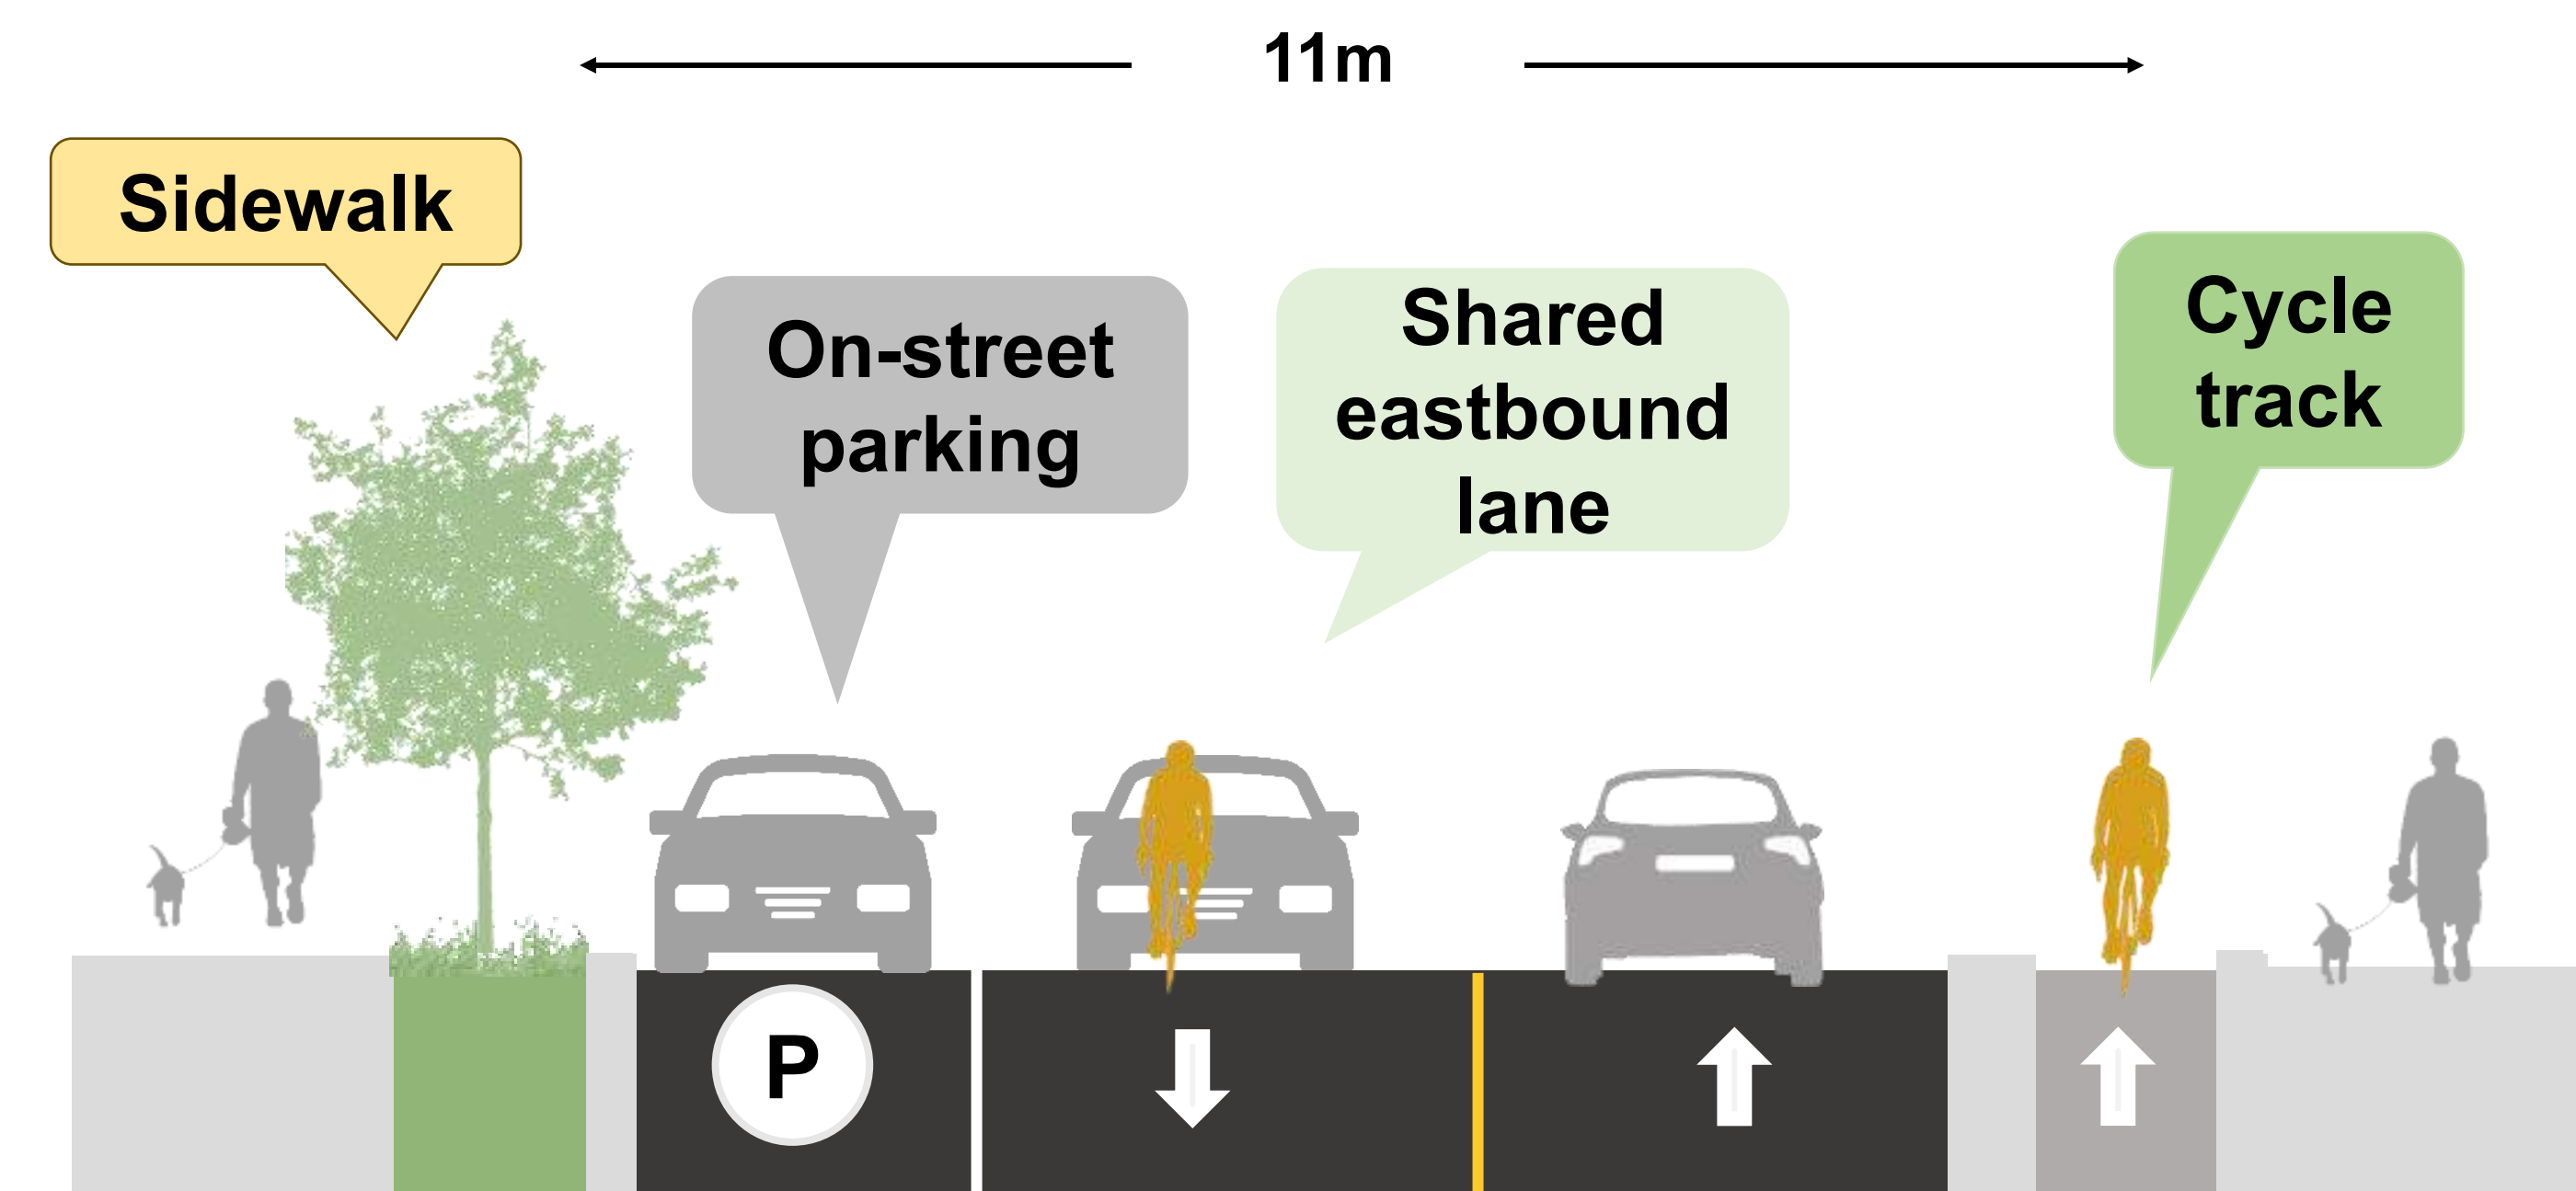 11m
Sidewalk
On-street
parking
Shared
eastbound
lane
Cycle
track
P